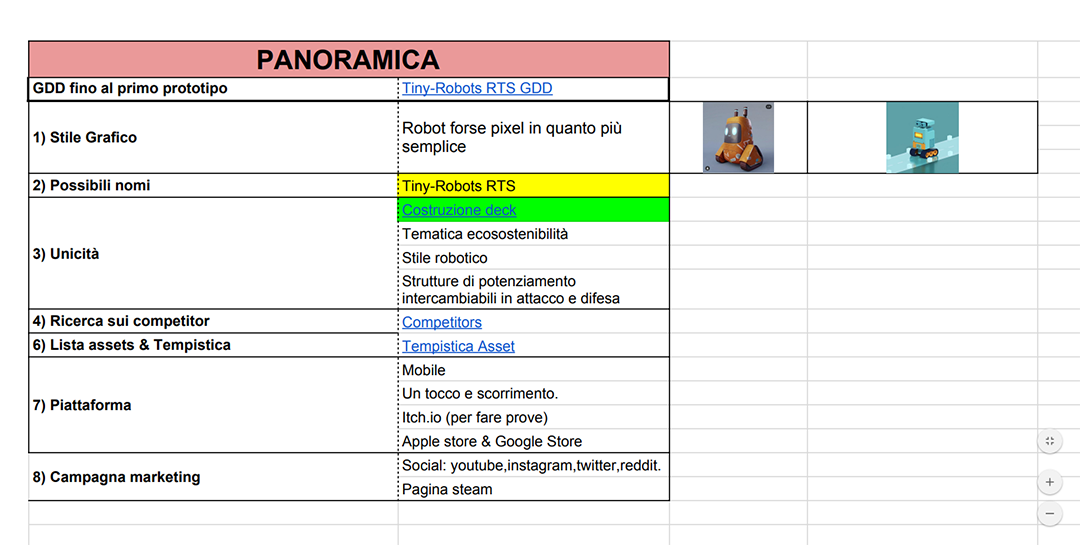 PANORAMICA
GDD fino al primo prototipo
Tiny-Robots RTS GDD
1) Stile Grafico
Robot forse pixel in quanto più
semplice
2) Possibili nomi
Tiny-Robots RTS
3) Unicità
Costruzione deck
Tematica ecosostenibilità
Stile robotico
Strutture di potenziamento
intercambiabili in attacco e difesa
4) Ricerca sui competitor
Competitors
6) Lista assets & Tempistica
Tempistica Asset
7) Piattaforma
Mobile
Un tocco e scorrimento.
Itch.io (per fare prove)
Apple store & Google Store
8) Campagna marketing
Social: youtube,instagram,twitter,reddit.
Pagina steam